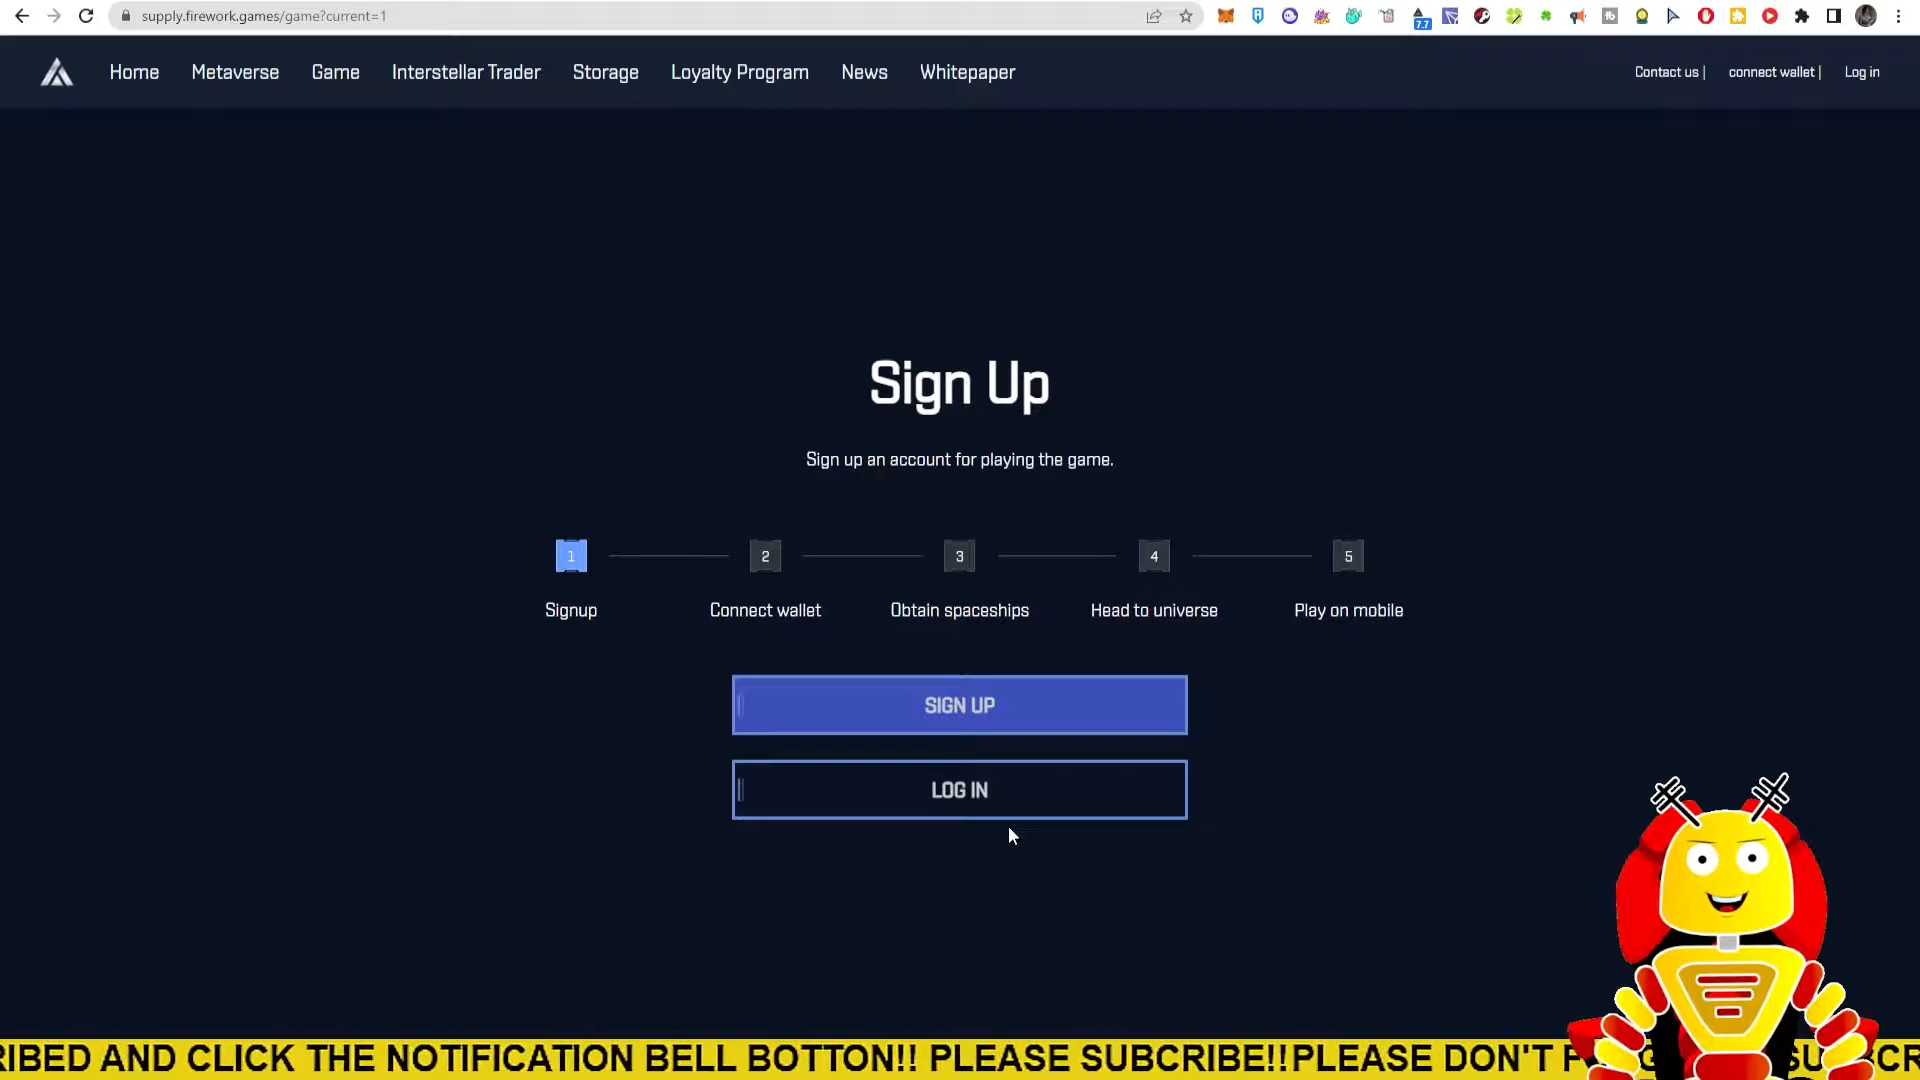 supply.firework.games/game?current=1
7.7
Home Metaverse Game Interstellar Trader Storage Loyalty Program News Whitepaper Contact us | connect wallet | Log in
Sign Up
Sign up an account for playing the game.
1 2 3 4 5
Signup Connect wallet Obtain spaceships Head to universe Play on mobile
SIGN UP
LOG IN
RIBED AND CLICK THE NOTIFICATION BELL BOTTON!! PLEASE SUBCRIBE!!PLEASE DON'T